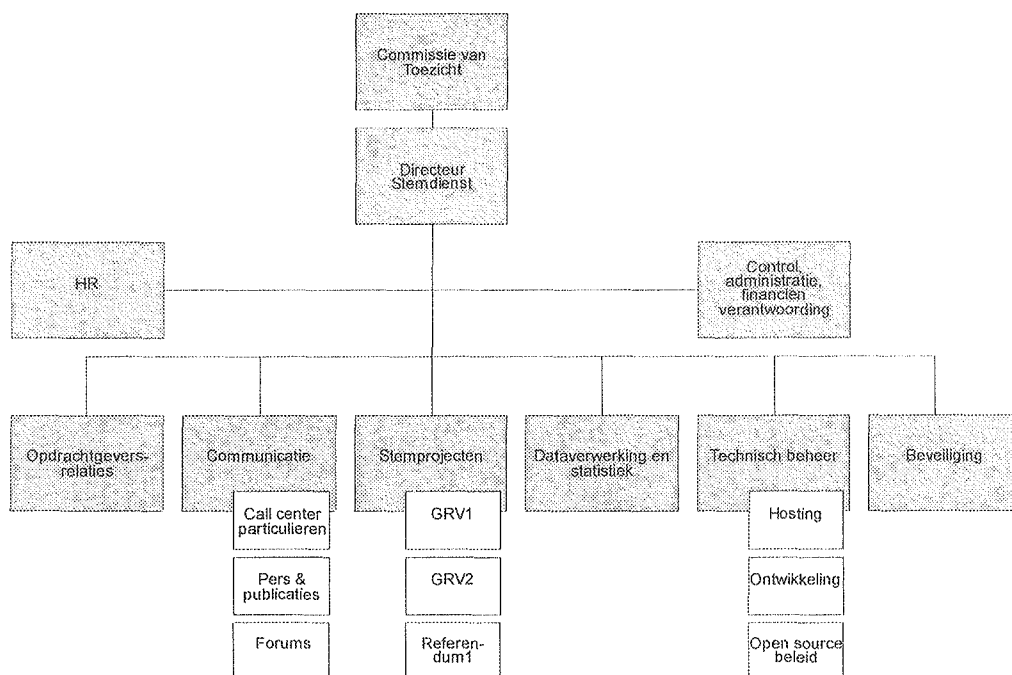 Commissie van
Toezicht
Directeur
Stemdienst
HR
Control,
administratie,
financiën
verantwoording
Opdrachtgevers-
relaties
Communicatie
Stemprojecten
Dataverwerking en
statistiek
Technisch beheer
Beveiliging
Call center
particulieren
Pers &
publicaties
Forums
GRV1
GRV2
Referen-
dum1
Hosting
Ontwikkeling
Open source
beleid